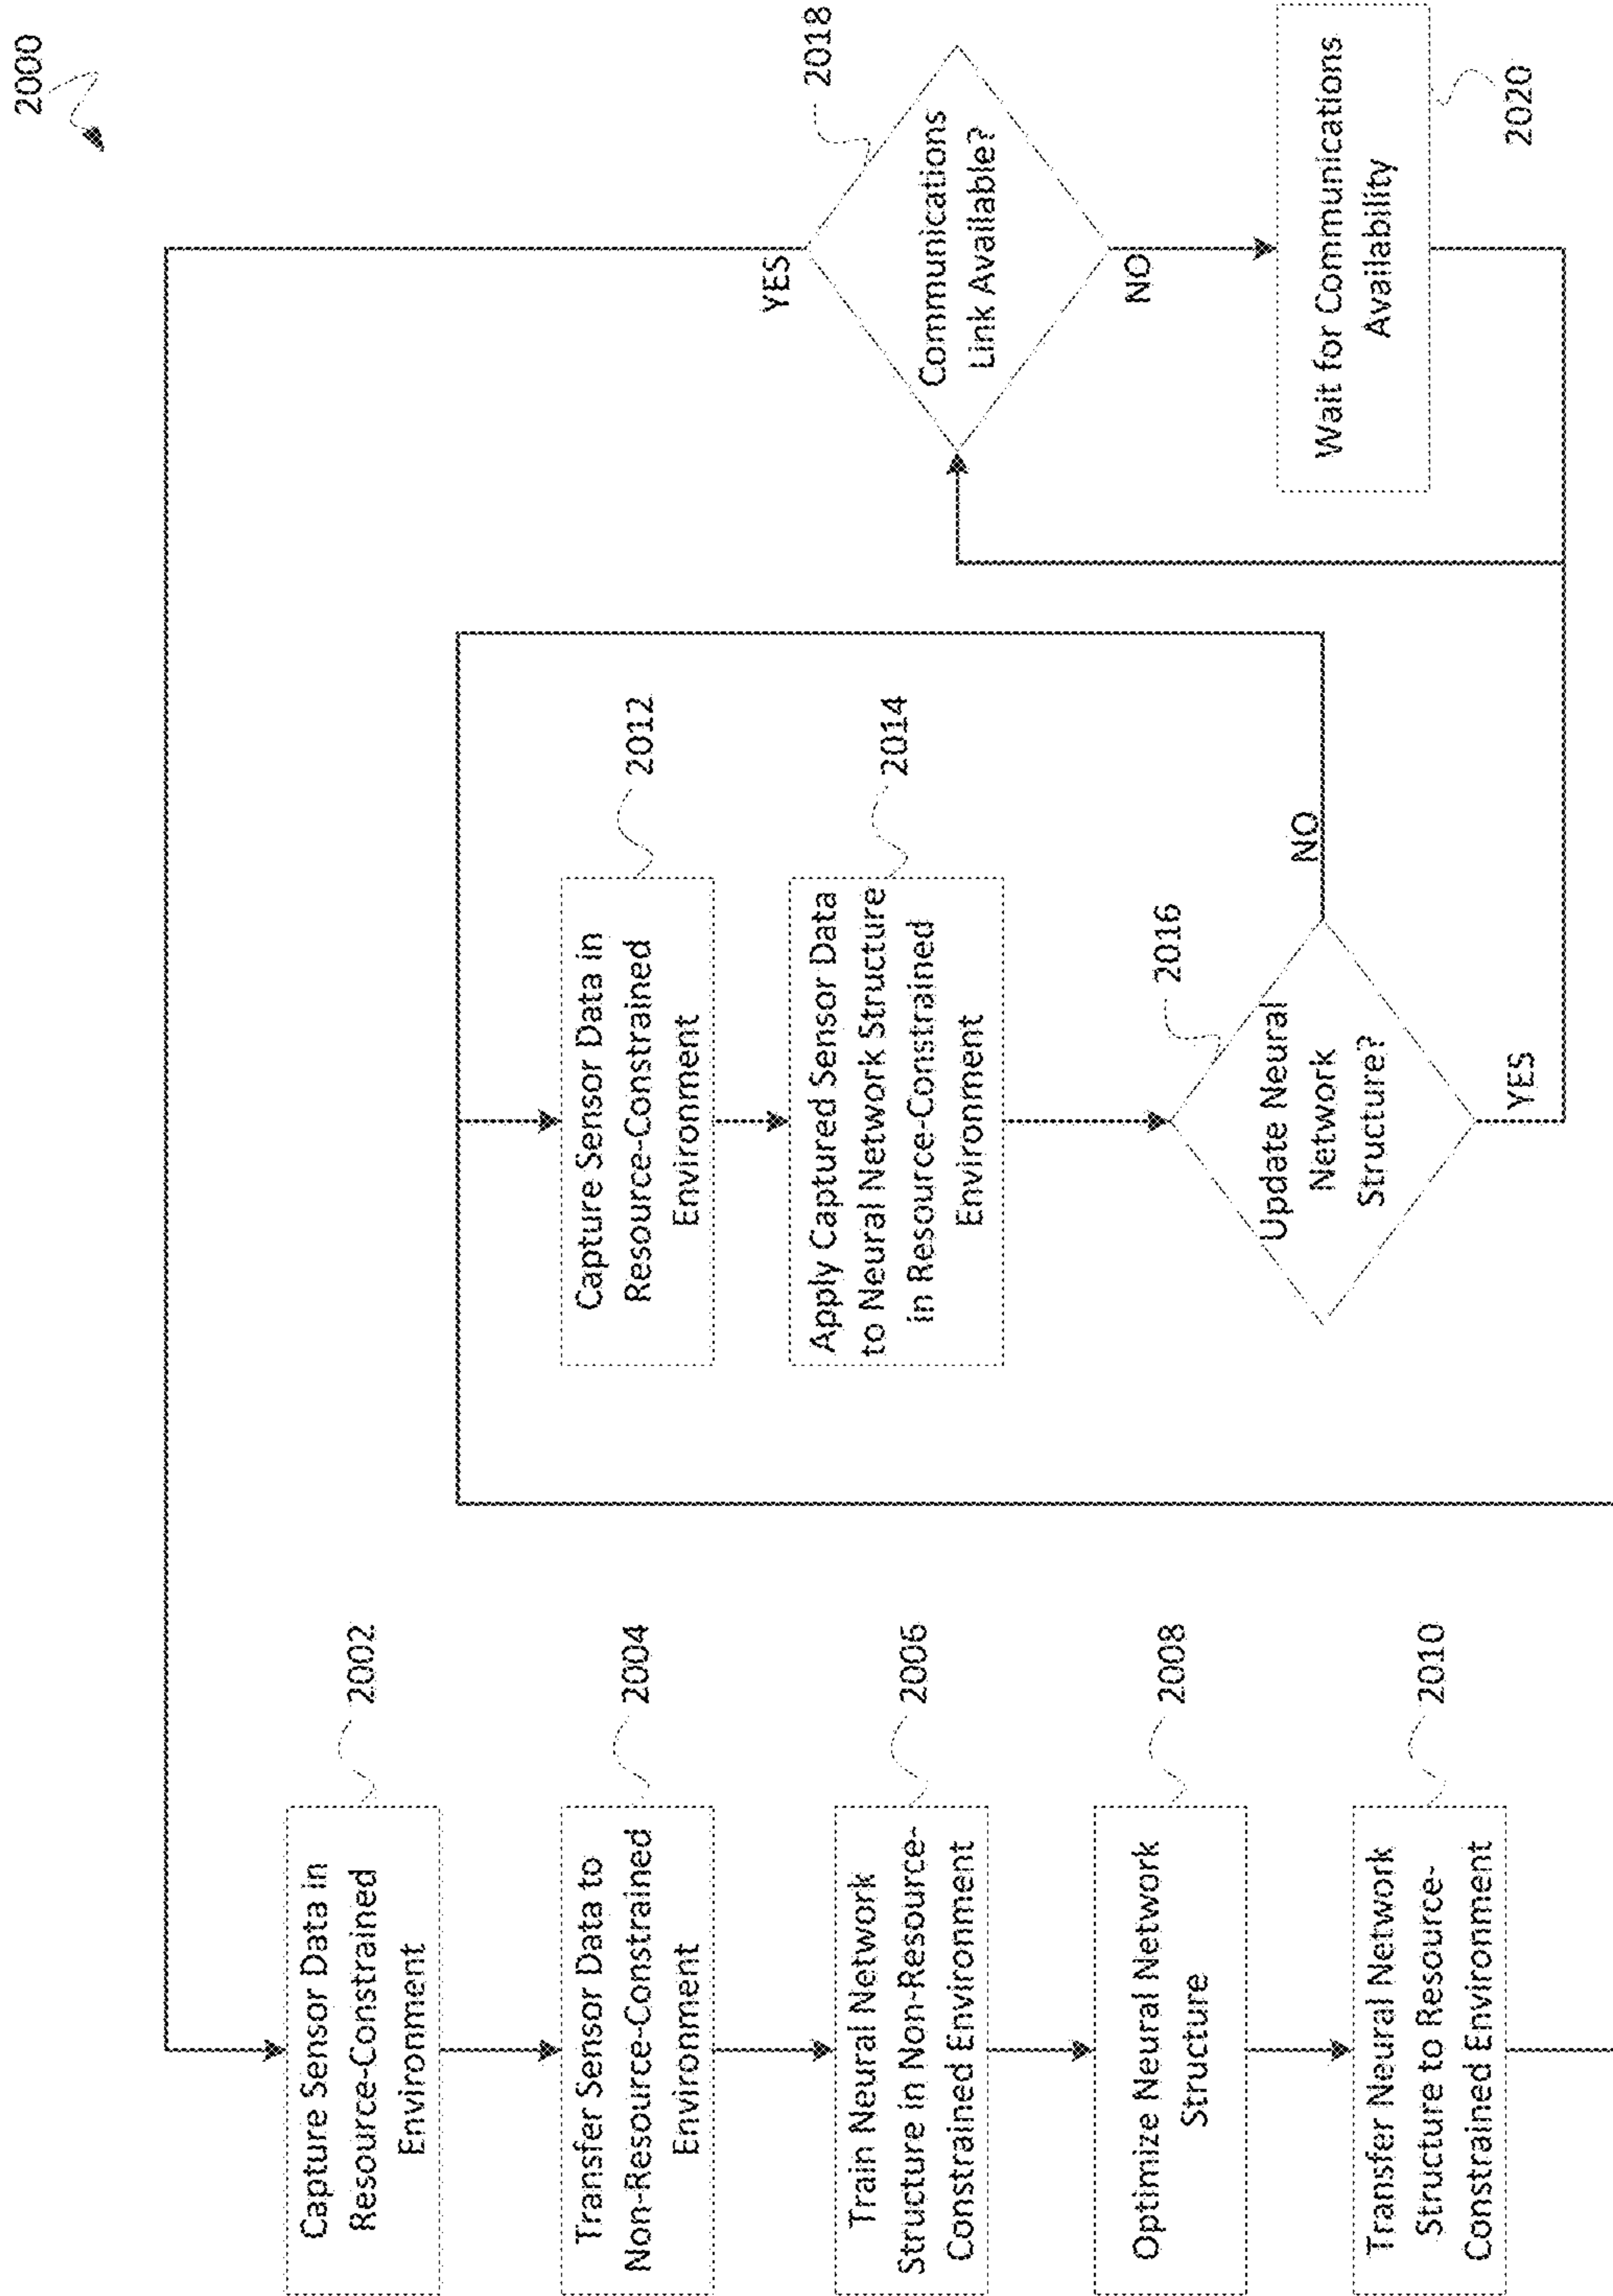 2000
Capture Sensor Data in
Resource-Constrained
Environment
2002
Transfer Sensor Data to
Non-Resource-Constrained
Environment
2004
Train Neural Network
Structure in Non-Resource-
Constrained Environment
2006
Optimize Neural Network
Structure
2008
Transfer Neural Network
Structure to Resource-
Constrained Environment
2010
Capture Sensor Data in
Resource-Constrained
Environment
2012
Apply Captured Sensor Data
to Neural Network Structure
in Resource-Constrained
Environment
2014
Update Neural
Network
Structure?
2016
NO
YES
YES
Communications
Link Available?
2018
NO
Wait for Communications
Availability
2020